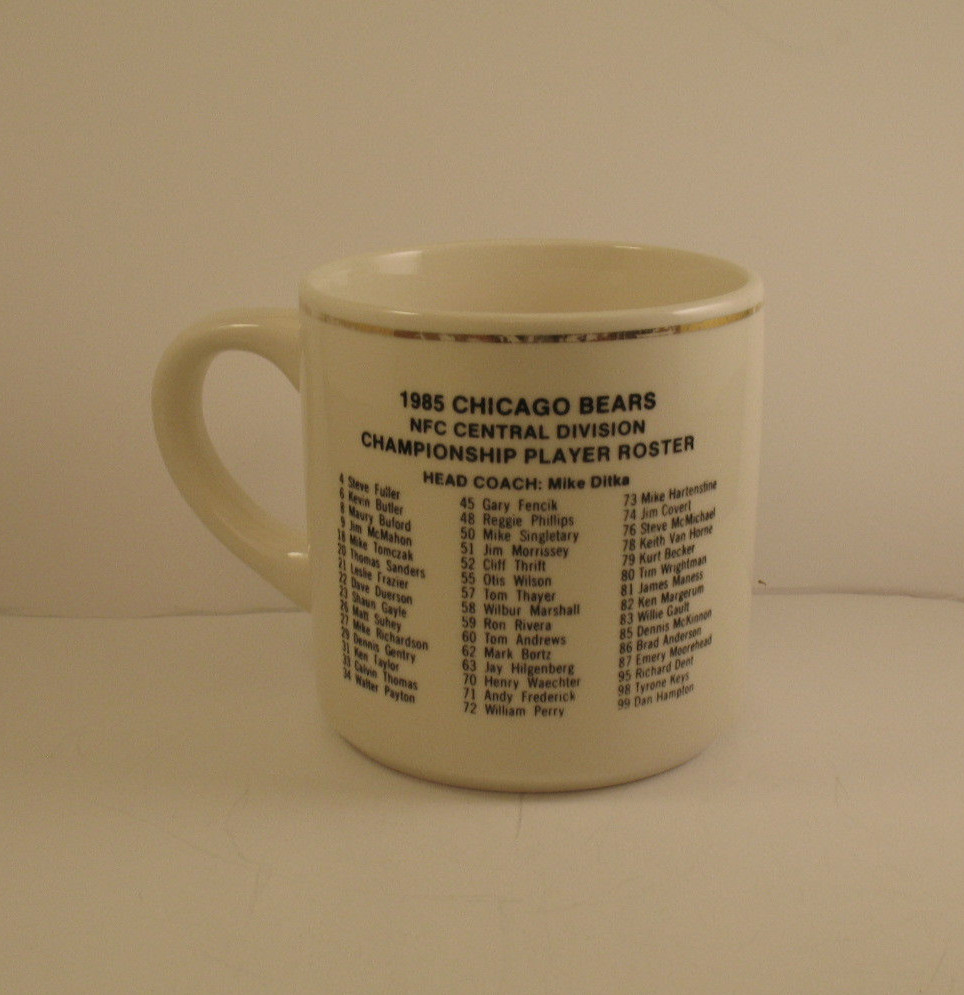 1985 CHICAGO BEARS
NFC CENTRAL DIVISION
CHAMPIONSHIP PLAYER ROSTER
HEAD COACH: Mike Ditka
4 Steve Fuller
6 Kevin Butler
8 Maury Buford
9 Jim McMahon
18 Mike Tomczak
20 Thomas Sanders
21 Leslie Frazier
22 Dave Duerson
23 Shaun Gayle
26 Matt Suhey
27 Mike Richardson
29 Dennis Gentry
31 Ken Taylor
33 Calvin Thomas
34 Walter Payton
45 Gary Fencik
48 Reggie Phillips
50 Mike Singletary
51 Jim Morrissey
52 Cliff Thrift
55 Otis Wilson
57 Tom Thayer
58 Wilbur Marshall
59 Ron Rivera
60 Tom Andrews
62 Mark Bortz
63 Jay Hilgenberg
70 Henry Waechter
71 Andy Frederick
72 William Perry
73 Mike Hartenstine
74 Jim Covert
76 Steve McMichael
78 Keith Van Horne
79 Kurt Becker
80 Tim Wrightman
81 James Maness
82 Ken Margerum
83 Willie Gault
85 Dennis McKinnon
86 Brad Anderson
87 Emery Moorehead
95 Richard Dent
98 Tyrone Keys
99 Dan Hampton